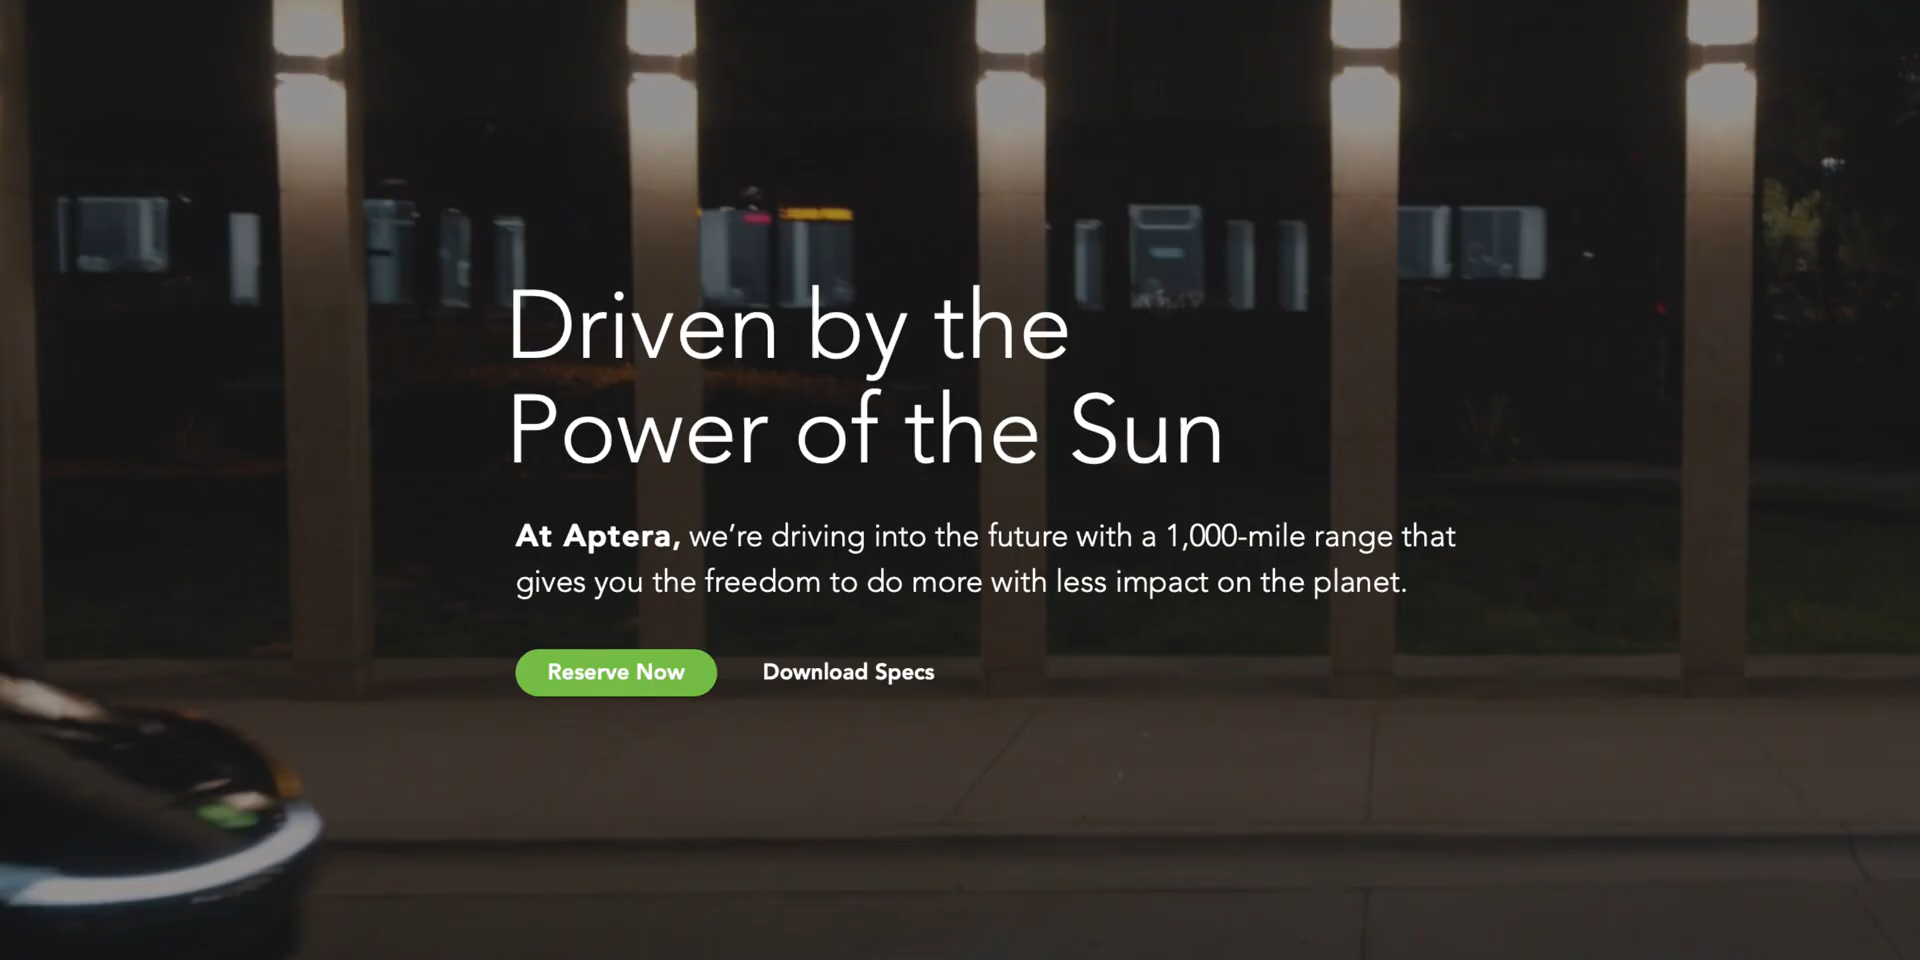 Driven by the
Power of the Sun
At Aptera, we’re driving into the future with a 1,000-mile range that
gives you the freedom to do more with less impact on the planet.
Reserve Now
Download Specs